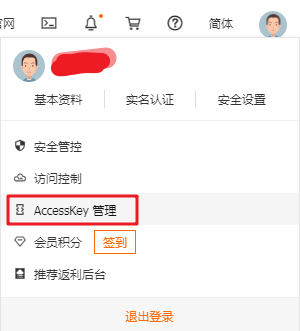 官网 简体
基本资料 实名认证 安全设置
安全管控
访问控制
AccessKey 管理
会员积分 签到
推荐返利后台
退出登录